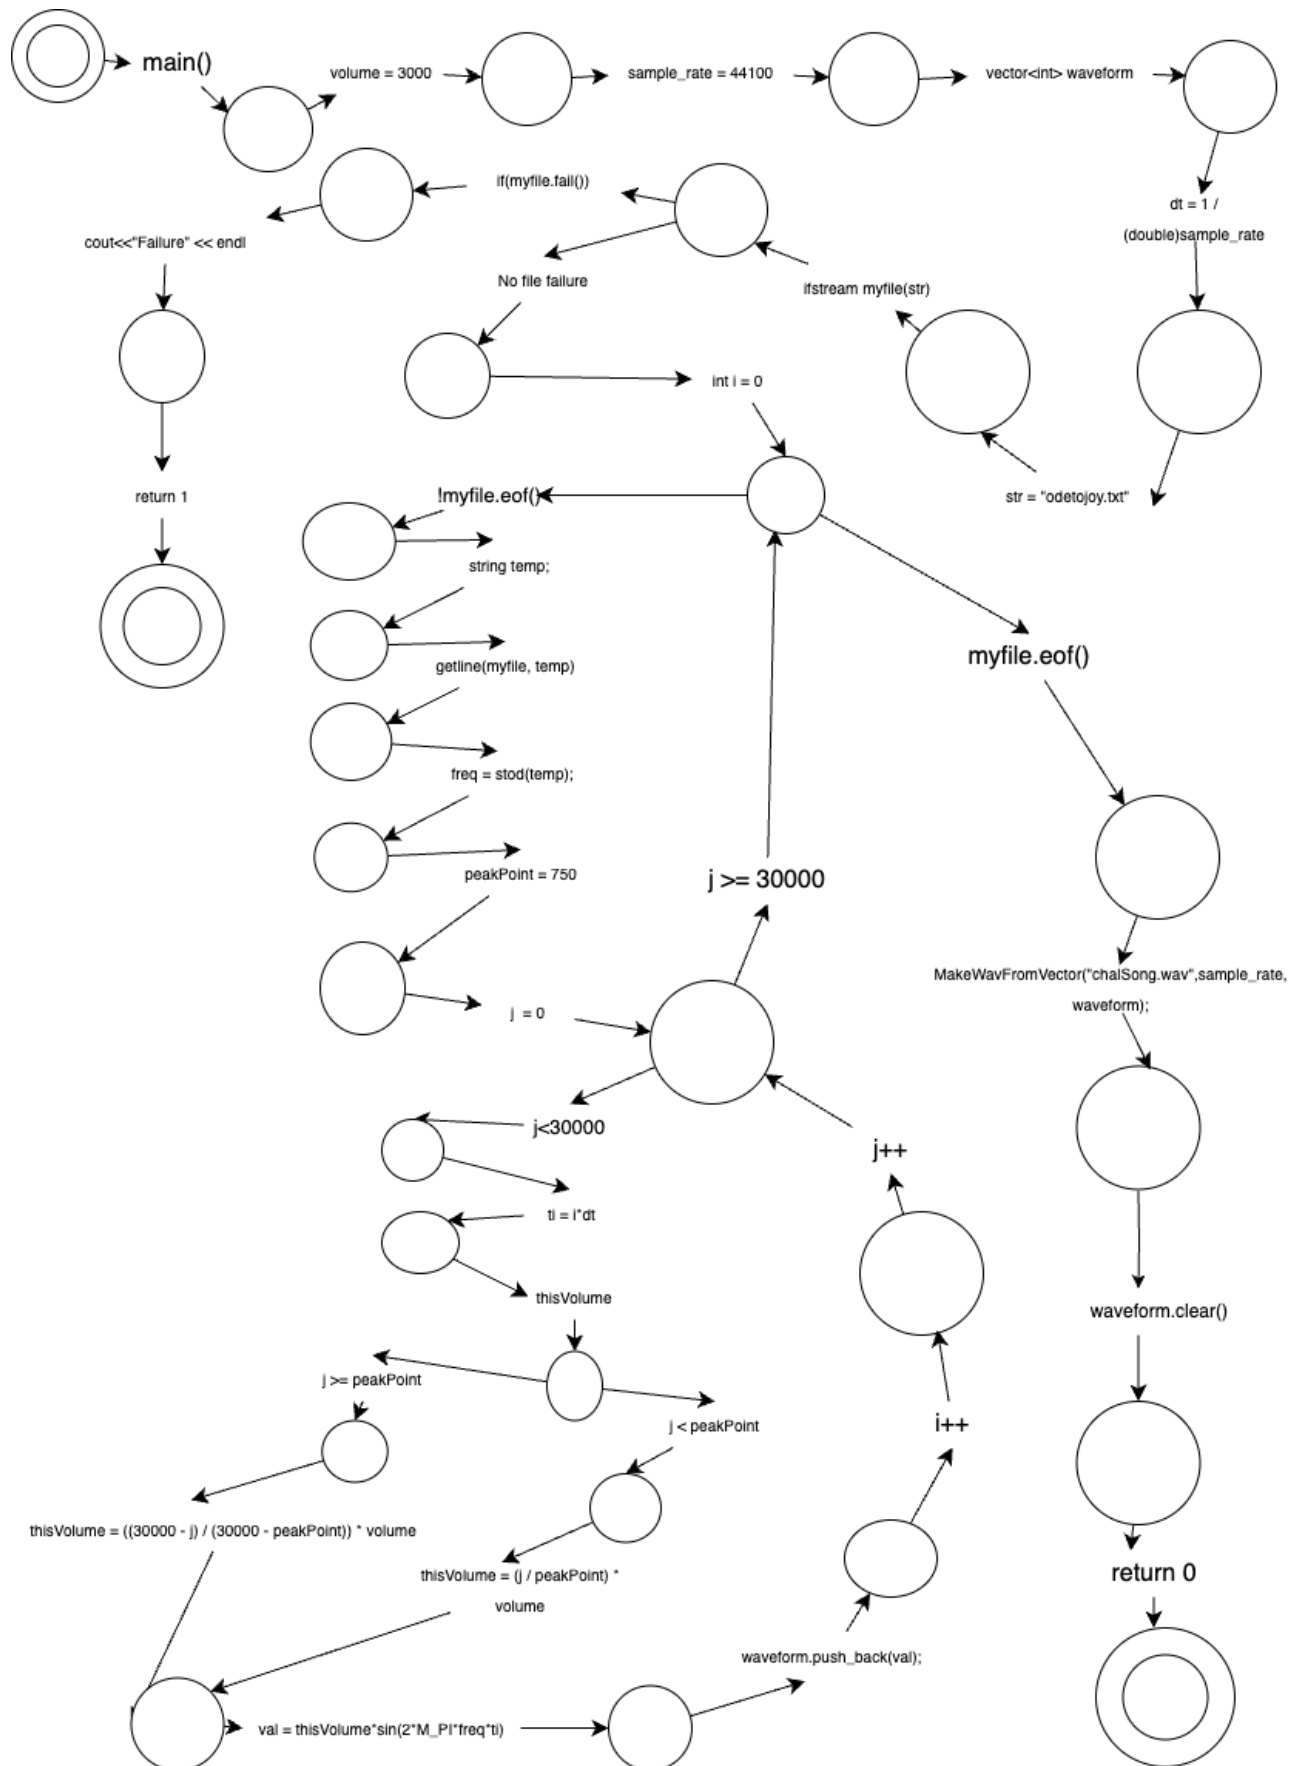 main()
volume = 3000
sample_rate = 44100
vector<int> waveform
dt = 1 /
(double)sample_rate
str = "odetojoy.txt"
ifstream myfile(str)
if(myfile.fail())
cout<<"Failure" << endl
return 1
No file failure
int i = 0
!myfile.eof()
string temp;
getline(myfile, temp)
freq = stod(temp);
peakPoint = 750
j = 0
j >= 30000
j<30000
ti = i*dt
thisVolume
j >= peakPoint
j < peakPoint
thisVolume = ((30000 - j) / (30000 - peakPoint)) * volume
thisVolume = (j / peakPoint) *
volume
val = thisVolume*sin(2*M_PI*freq*ti)
waveform.push_back(val);
i++
j++
myfile.eof()
MakeWavFromVector("chalSong.wav",sample_rate,
waveform);
waveform.clear()
return 0